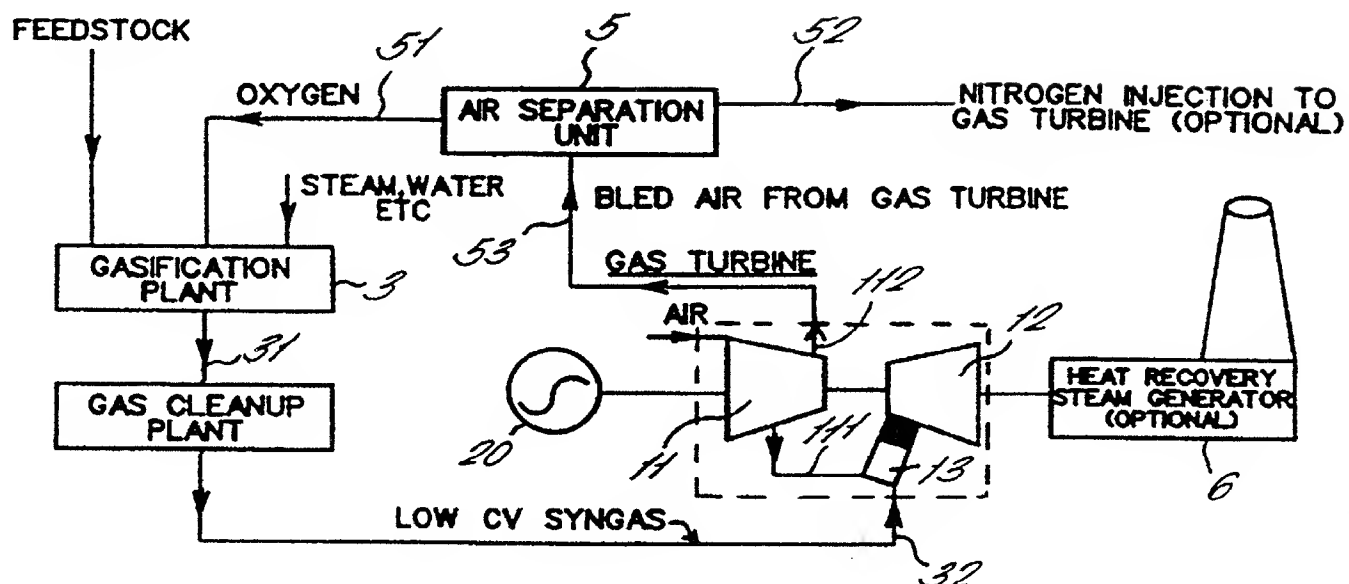 FEEDSTOCK
51
5
52
OXYGEN
AIR SEPARATION
UNIT
NITROGEN INJECTION TO
GAS TURBINE (OPTIONAL)
STEAM,WATER
ETC
BLED AIR FROM GAS TURBINE
53
GASIFICATION
PLANT
3
GAS TURBINE
112
AIR
12
31
GAS CLEANUP
PLANT
20
11
111
13
HEAT RECOVERY
STEAM GENERATOR
(OPTIONAL)
6
LOW CV SYNGAS
32